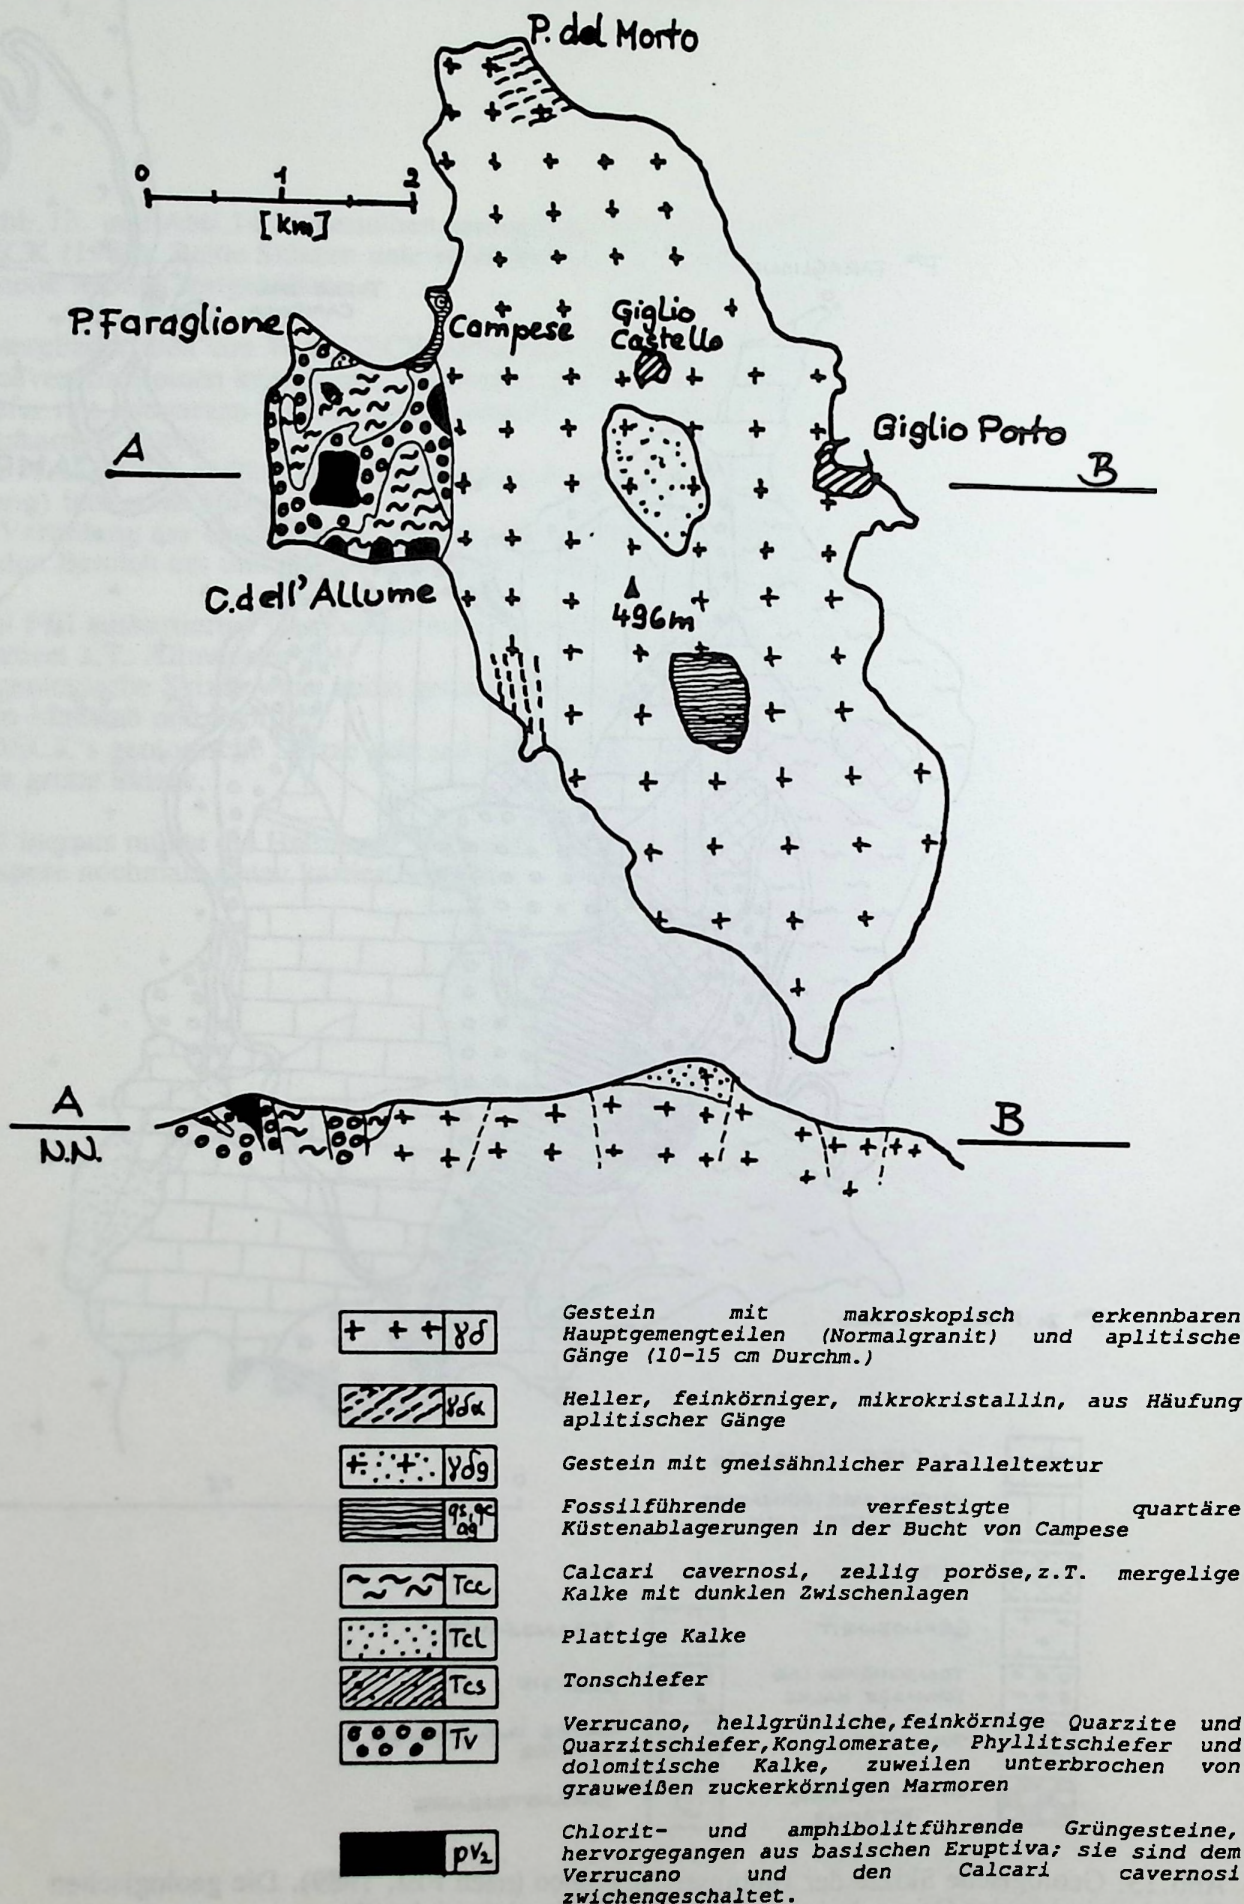 P. del Morto
0 1 2
[km]
P. Faraglione
Campese
Giglio
Castello
A
Giglio Porto
B
C. dell'Allume
496m
A
N.N.
B
γδ
Gestein mit makroskopisch erkennbaren
Hauptgemengteilen (Normalgranit) und aplitische
Gänge (10-15 cm Durchm.)
γδα
Heller, feinkörniger, mikrokristallin, aus Häufung
aplitischer Gänge
γδg
Gestein mit gneisähnlicher Paralleltextur
qs, qc
ag
Fossilführende verfestigte quartäre
Küstenablagerungen in der Bucht von Campese
Tcc
Calcari cavernosi, zellig poröse,z.T. mergelige
Kalke mit dunklen Zwischenlagen
Tcl
Plattige Kalke
Tcs
Tonschiefer
Tv
Verrucano, hellgrünliche,feinkörnige Quarzite und
Quarzitschiefer,Konglomerate, Phyllitschiefer und
dolomitische Kalke, zuweilen unterbrochen von
grauweißen zuckerkörnigen Marmoren
pv₂
Chlorit- und amphibolitführende Grüngesteine,
hervorgegangen aus basischen Eruptiva; sie sind dem
Verrucano und den Calcari cavernosi
zwichengeschaltet.